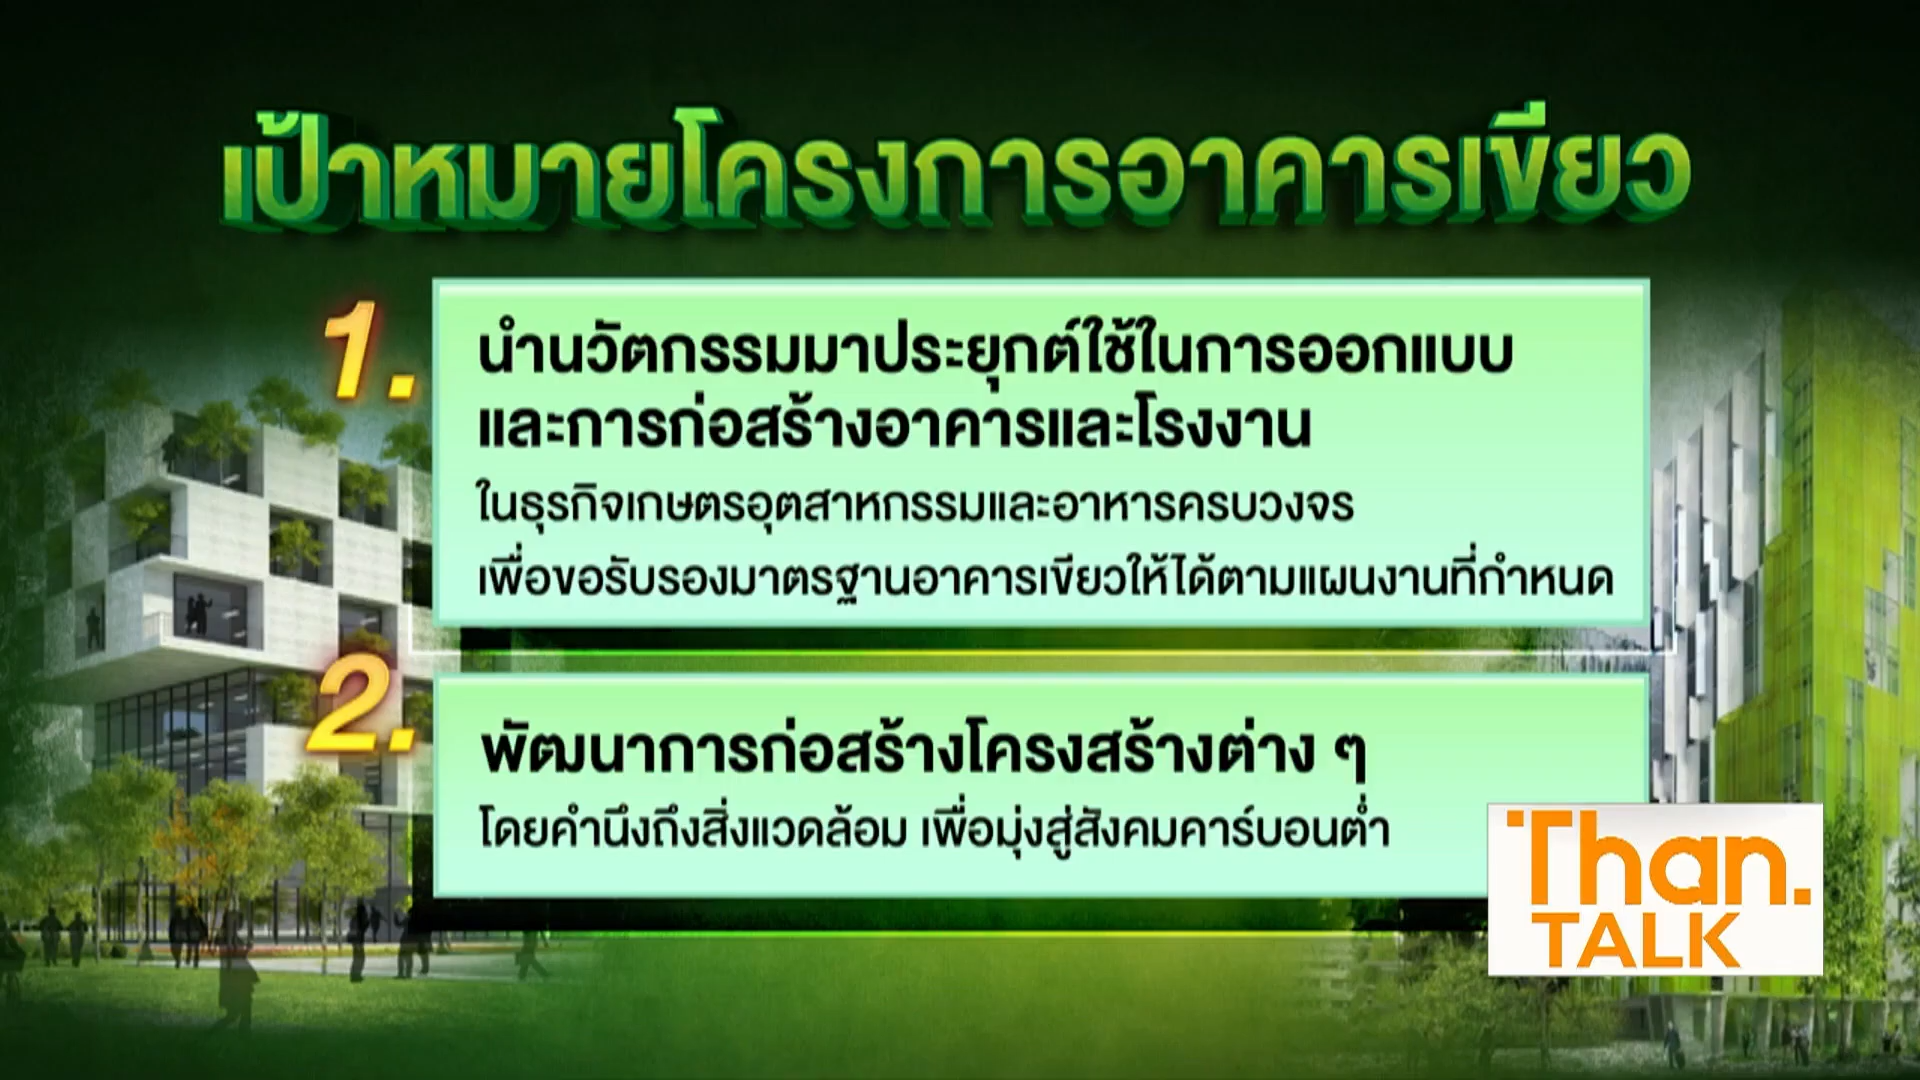 เป้าหมายโครงการอาคารเขียว
1.
นำนวัตกรรมมาประยุกต์ใช้ในการออกแบบ
และการก่อสร้างอาคารและโรงงาน
ในธุรกิจเกษตรอุตสาหกรรมและอาหารครบวงจร
เพื่อขอรับรองมาตรฐานอาคารเขียวให้ได้ตามแผนงานที่กำหนด
2.
พัฒนาการก่อสร้างโครงสร้างต่าง ๆ
โดยคำนึงถึงสิ่งแวดล้อม เพื่อมุ่งสู่สังคมคาร์บอนต่ำ
Than.
TALK